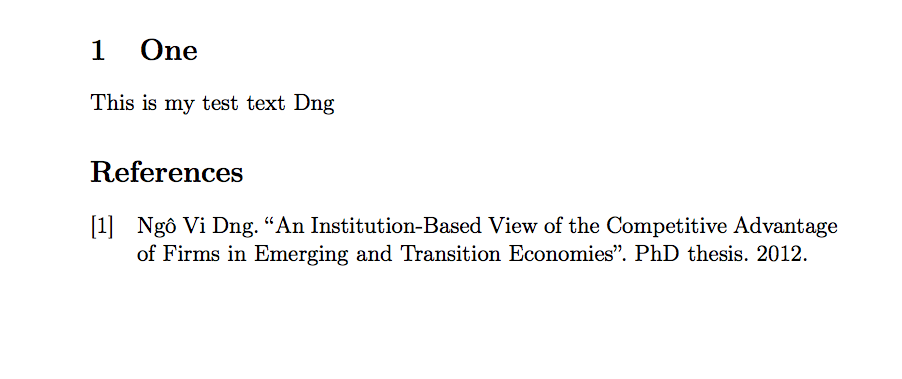 1 One
This is my test text Dng
References
[1] Ngô Vi Dng. “An Institution-Based View of the Competitive Advantage
of Firms in Emerging and Transition Economies”. PhD thesis. 2012.